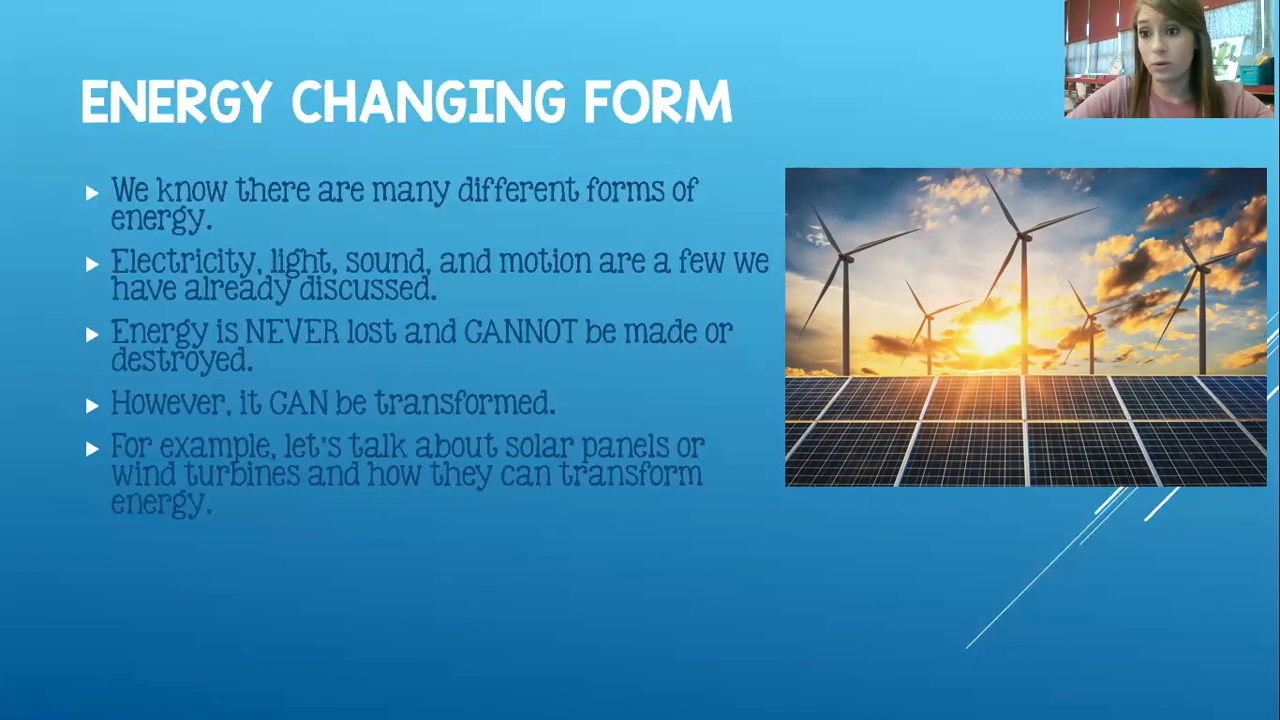 ENERGY CHANGING FORM
We know there are many different forms of
energy.
Electricity, light, sound, and motion are a few we
have already discussed.
Energy is NEVER lost and CANNOT be made or
destroyed.
However, it CAN be transformed.
For example, let's talk about solar panels or
wind turbines and how they can transform
energy.